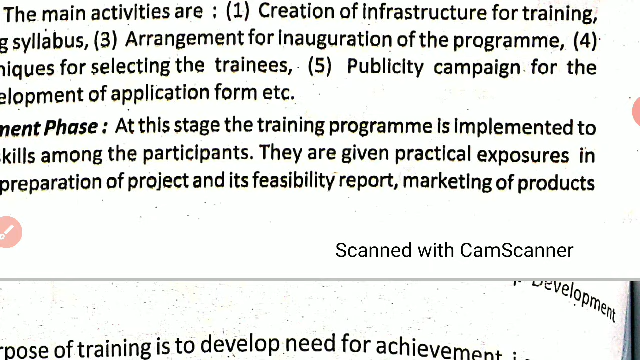 The main activities are : (1) Creation of infrastructure for training,
g syllabus, (3) Arrangement for inauguration of the programme, (4)
niques for selecting the trainees, (5) Publicity campaign for the
elopment of application form etc.
ment Phase : At this stage the training programme is implemented to
kills among the participants. They are given practical exposures in
preparation of project and its feasibility report, marketing of products
Scanned with CamScanner
Development
rpose of training is to develop need for achievement